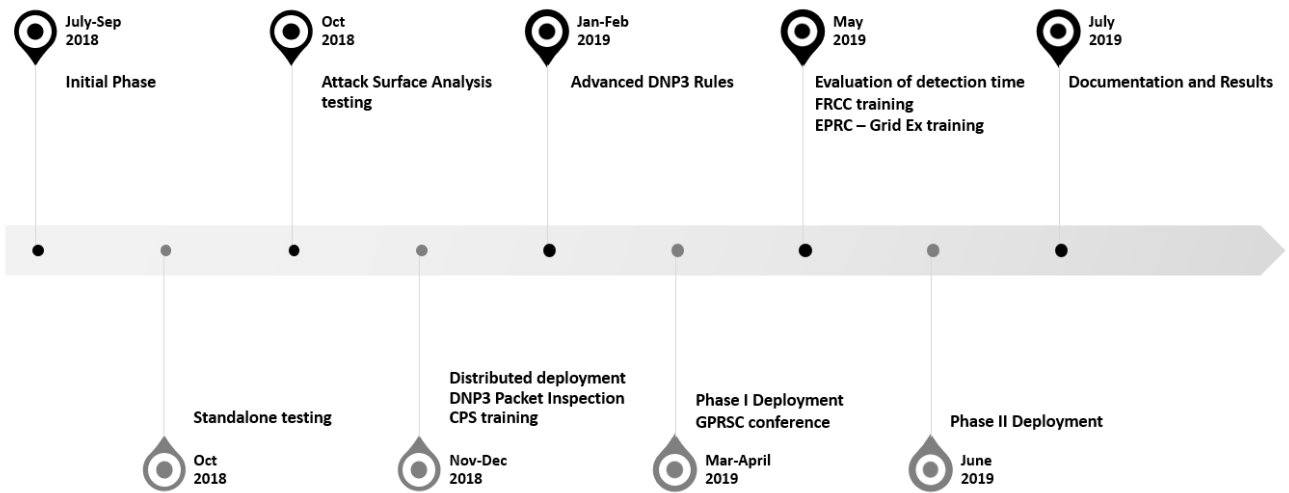 July-Sep
2018
Initial Phase
Oct
2018
Attack Surface Analysis
testing
Jan-Feb
2019
Advanced DNP3 Rules
May
2019
Evaluation of detection time
FRCC training
EPRC – Grid Ex training
July
2019
Documentation and Results
Standalone testing
Oct
2018
Distributed deployment
DNP3 Packet Inspection
CPS training
Nov-Dec
2018
Phase I Deployment
GPRSC conference
Mar-April
2019
Phase II Deployment
June
2019